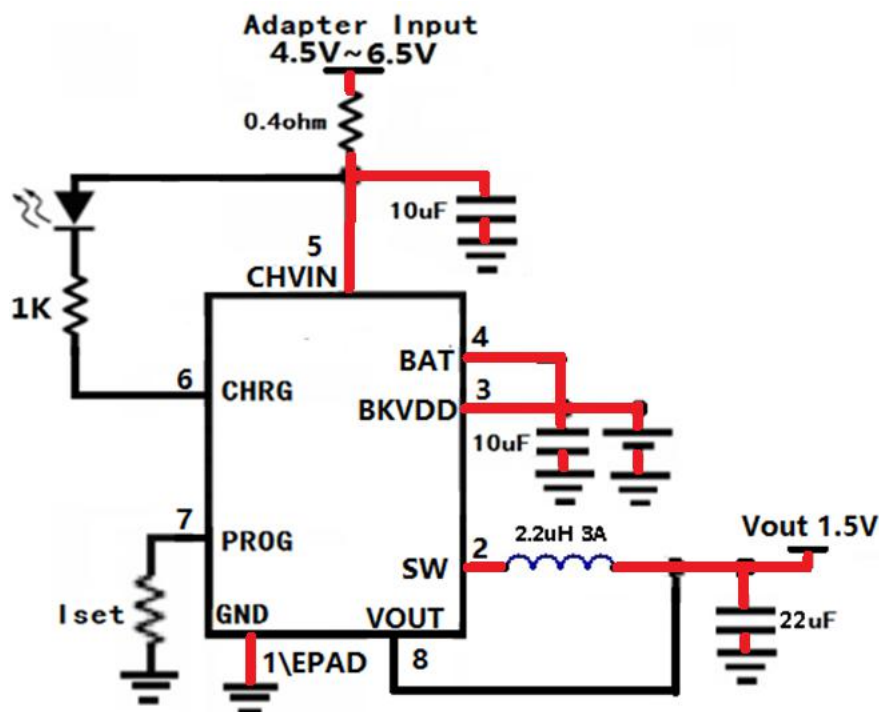 Adapter Input
4.5V~6.5V
0.4ohm
10uF
5
CHVIN
1K
4
BAT
6
CHRG
3
BKVDD
10uF
7
PROG
2
SW
2.2uH 3A
Vout 1.5V
Iset
GND
VOUT
22uF
1\EPAD
8